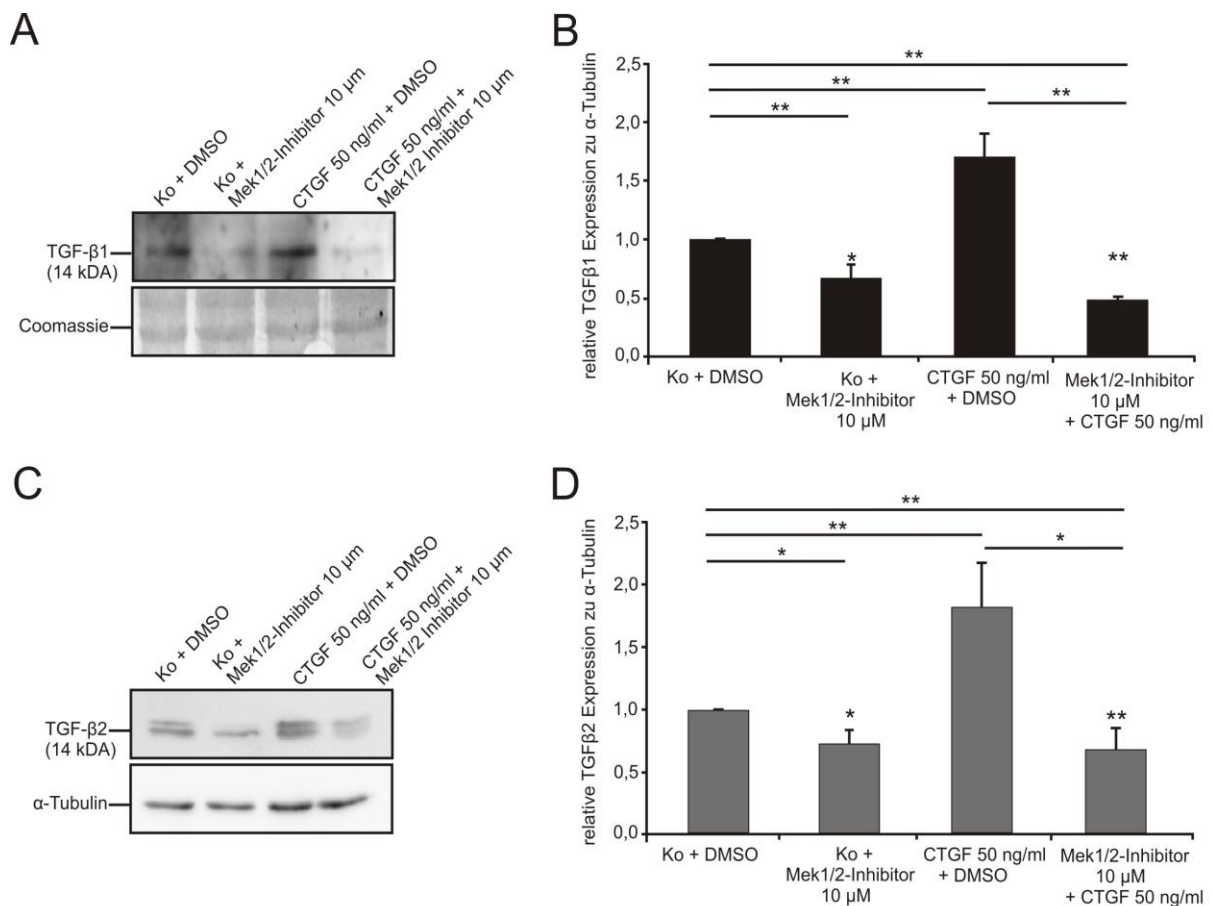 A
Ko + DMSO
Ko +
Mek1/2-Inhibitor 10 µm
CTGF 50 ng/ml + DMSO
CTGF 50 ng/ml +
Mek1/2 Inhibitor 10 µm
TGF-β1
(14 kDA)
Coomassie
B
relative TGFβ1 Expression zu α-Tubulin
2,5
2,0
1,5
1,0
0,5
0,0
**
**
**
**
*
**
Ko + DMSO
Ko +
Mek1/2-Inhibitor
10 µM
CTGF 50 ng/ml
+ DMSO
Mek1/2-Inhibitor
10 µM
+ CTGF 50 ng/ml
C
Ko + DMSO
Ko +
Mek1/2-Inhibitor 10 µm
CTGF 50 ng/ml + DMSO
CTGF 50 ng/ml +
Mek1/2 Inhibitor 10 µm
TGF-β2
(14 kDA)
α-Tubulin
D
relative TGFβ2 Expression zu α-Tubulin
2,5
2,0
1,5
1,0
0,5
0,0
**
**
*
*
*
**
Ko + DMSO
Ko +
Mek1/2-Inhibitor
10 µM
CTGF 50 ng/ml
+ DMSO
Mek1/2-Inhibitor
10 µM
+ CTGF 50 ng/ml